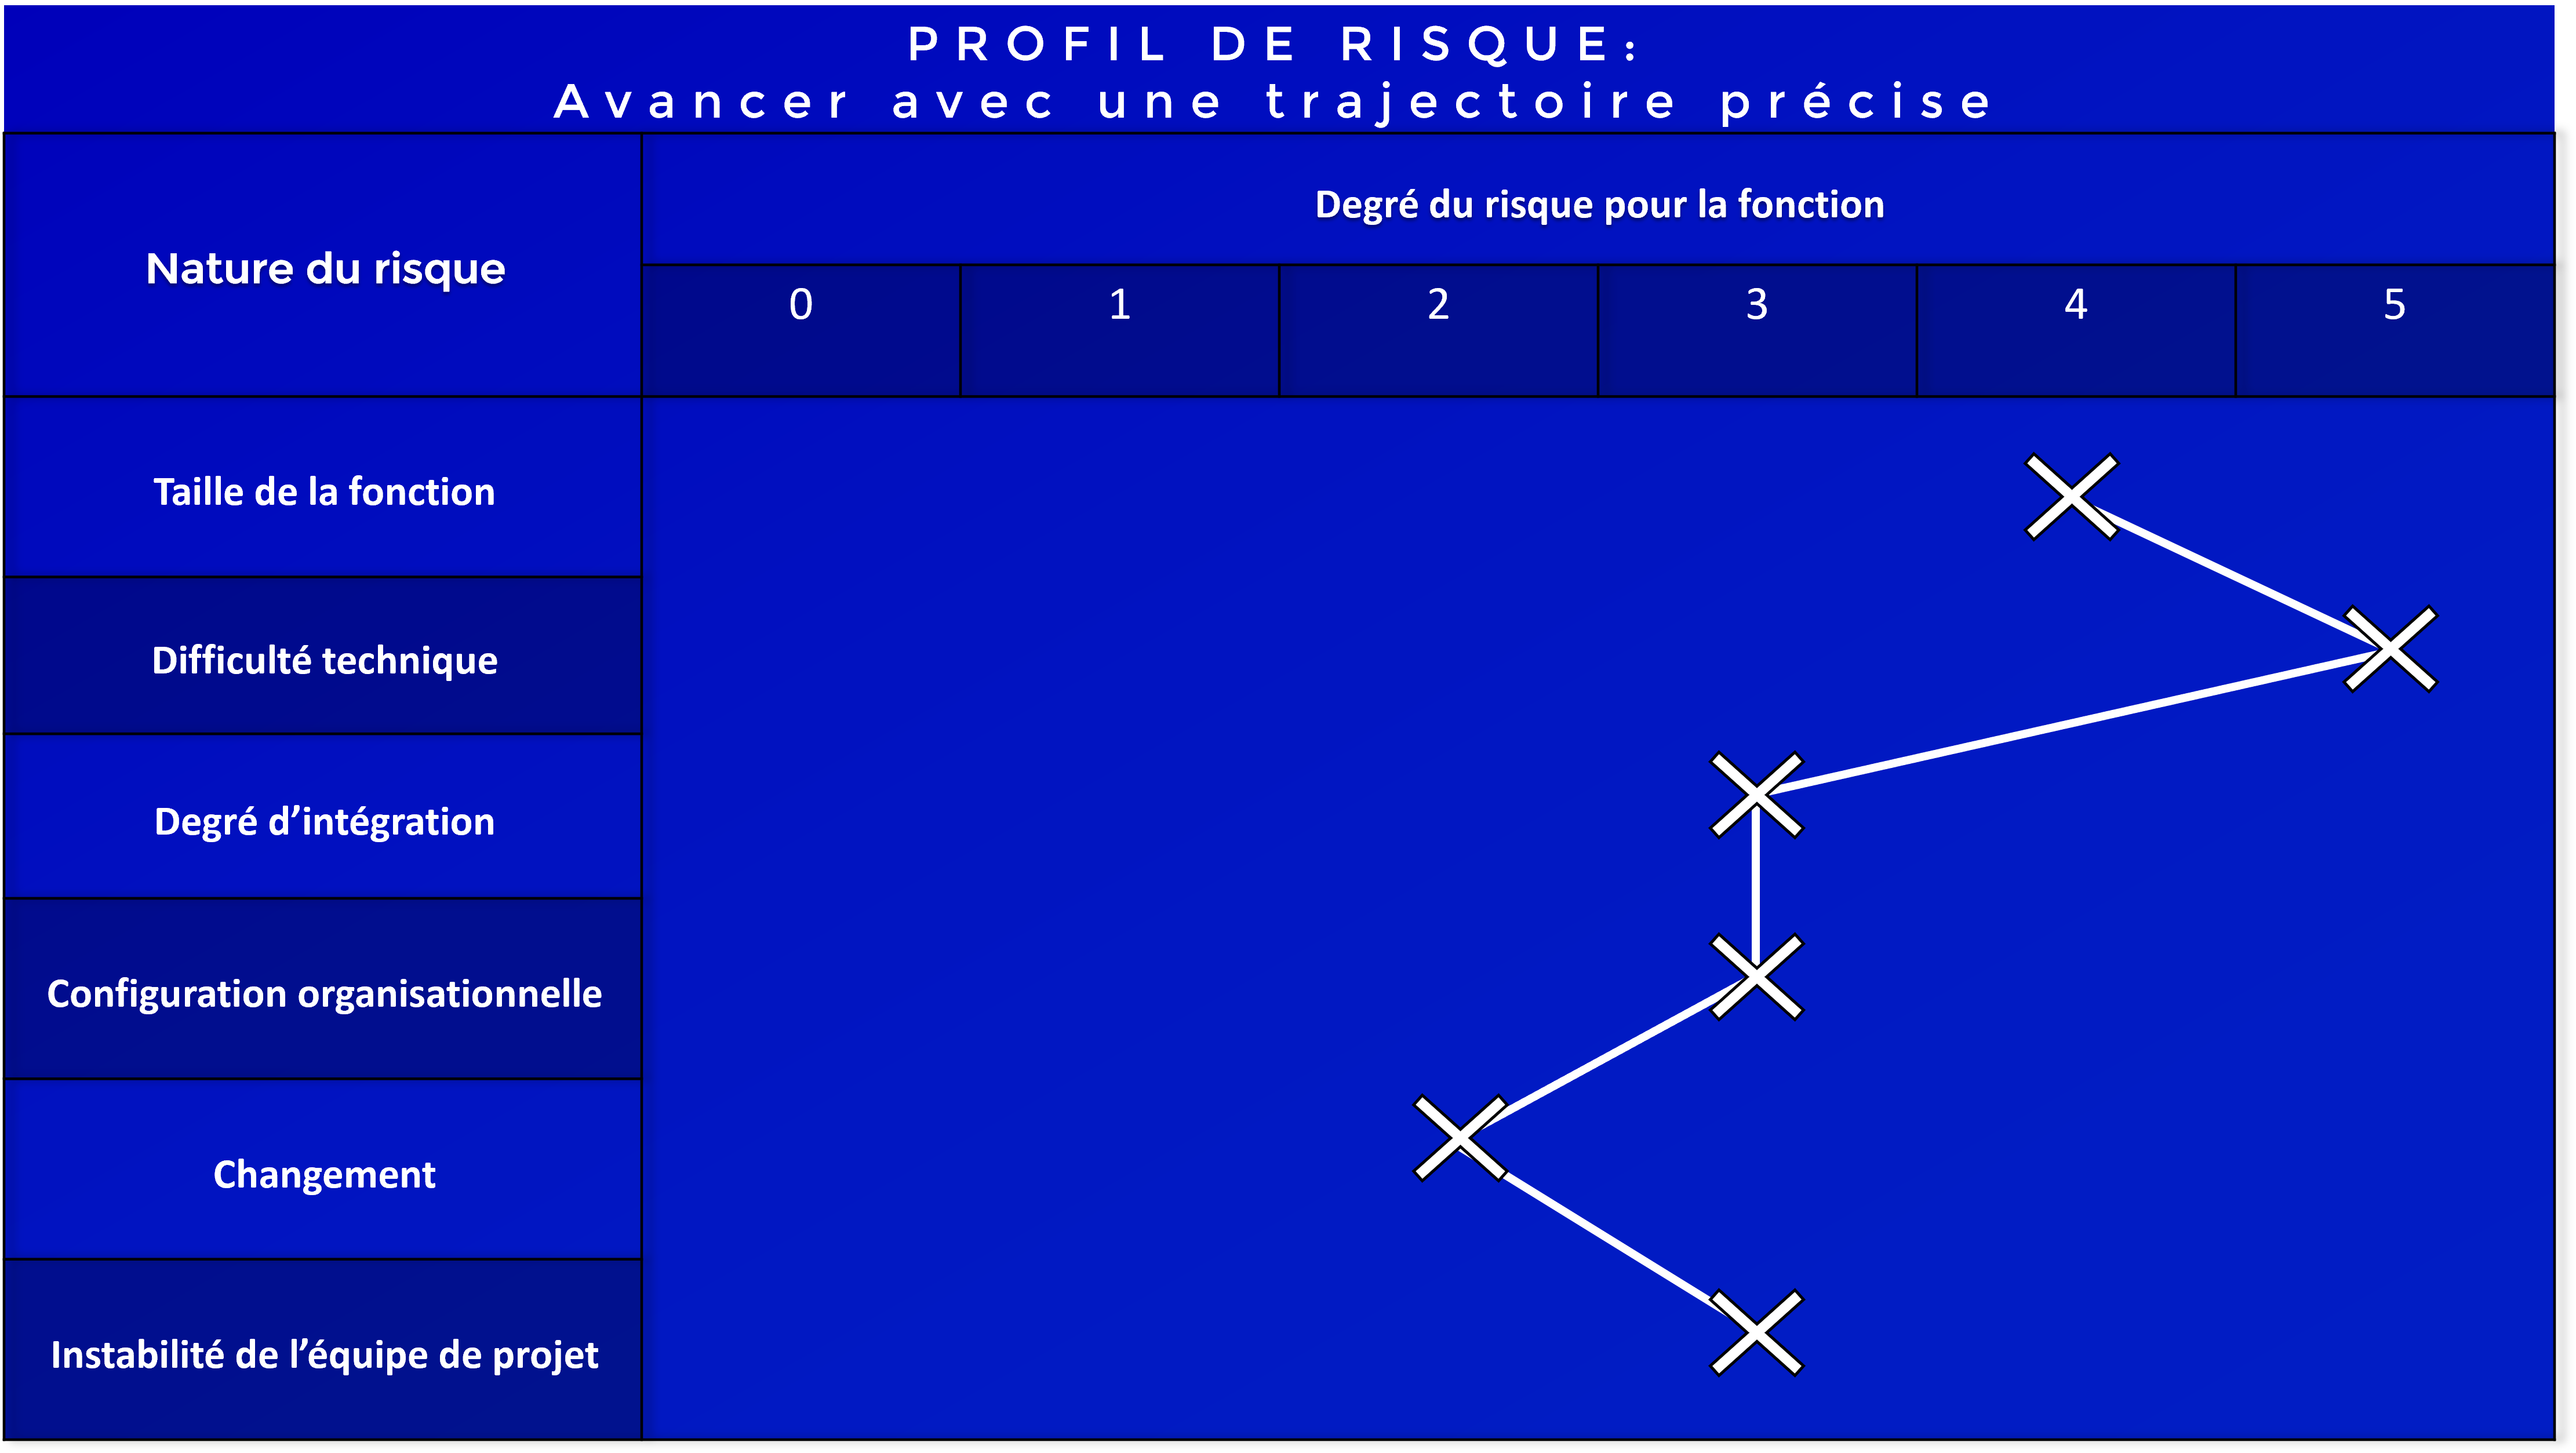 PROFIL DE RISQUE:
Avancer avec une trajectoire précise
Nature du risque
Degré du risque pour la fonction
0 1 2 3 4 5
Taille de la fonction
Difficulté technique
Degré d’intégration
Configuration organisationnelle
Changement
Instabilité de l’équipe de projet